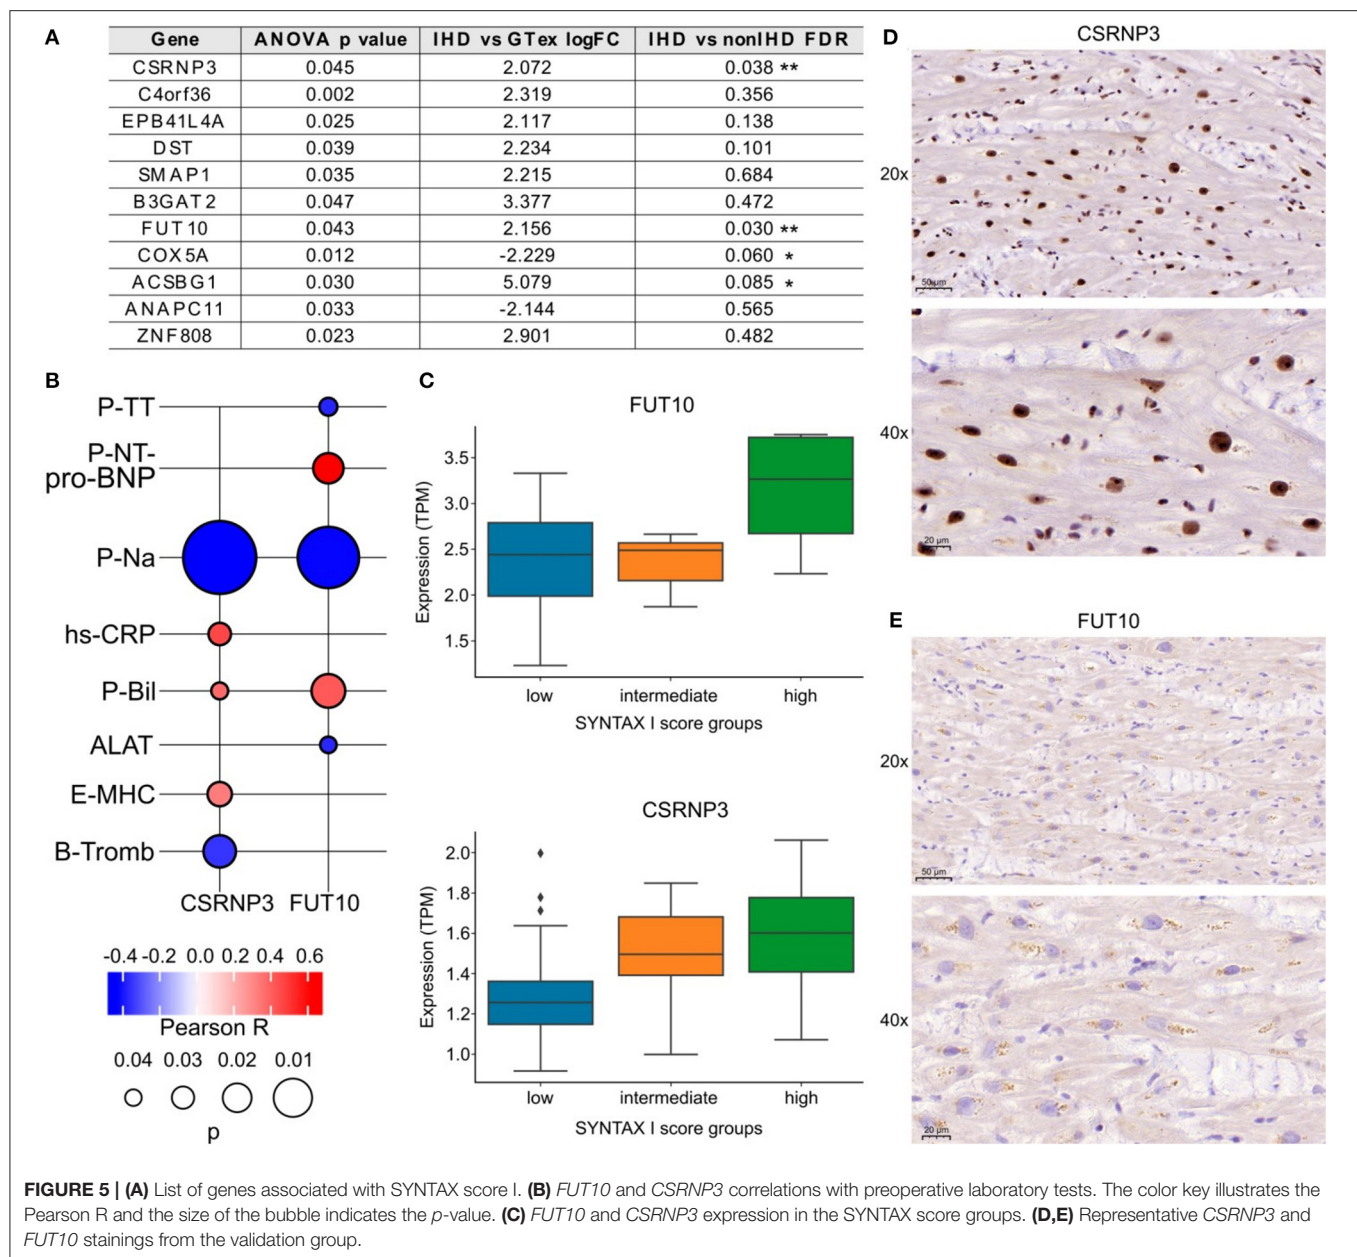 A
Gene ANOVA p value IHD vs GTex logFC IHD vs nonIHD FDR
CSRNP3 0.045 2.072 0.038 **
C4orf36 0.002 2.319 0.356
EPB41L4A 0.025 2.117 0.138
DST 0.039 2.234 0.101
SMAP1 0.035 2.215 0.684
B3GAT2 0.047 3.377 0.472
FUT10 0.043 2.156 0.030 **
COX5A 0.012 -2.229 0.060 *
ACSBG1 0.030 5.079 0.085 *
ANAPC11 0.033 -2.144 0.565
ZNF808 0.023 2.901 0.482
B
P-TT
P-NT-
pro-BNP
P-Na
hs-CRP
P-Bil
ALAT
E-MHC
B-Tromb
CSRNP3 FUT10
-0.4 -0.2 0.0 0.2 0.4 0.6
Pearson R
0.04 0.03 0.02 0.01
p
C
FUT10
Expression (TPM)
3.5
3.0
2.5
2.0
1.5
low intermediate high
SYNTAX I score groups
CSRNP3
Expression (TPM)
2.0
1.8
1.6
1.4
1.2
1.0
low intermediate high
SYNTAX I score groups
D
CSRNP3
20x
50 µm
40x
20 µm
E
FUT10
20x
50 µm
40x
20 µm
FIGURE 5 | (A) List of genes associated with SYNTAX score I. (B) FUT10 and CSRNP3 correlations with preoperative laboratory tests. The color key illustrates the
Pearson R and the size of the bubble indicates the p-value. (C) FUT10 and CSRNP3 expression in the SYNTAX score groups. (D,E) Representative CSRNP3 and
FUT10 stainings from the validation group.